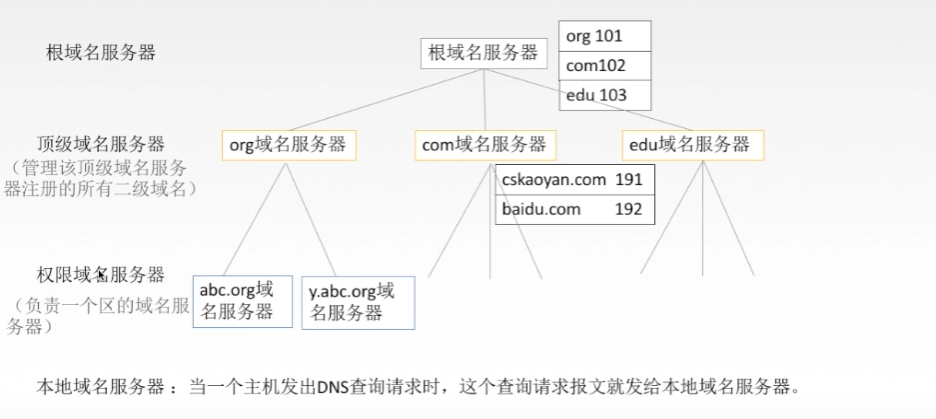 根域名服务器
根域名服务器
org 101
com102
edu 103
顶级域名服务器
（管理该顶级域名服务
器注册的所有二级域名）
org域名服务器
com域名服务器
edu域名服务器
cskaoyan.com 191
baidu.com 192
权限域名服务器
（负责一个区的域名服
务器）
abc.org域
名服务器
y.abc.org域
名服务器
本地域名服务器：当一个主机发出DNS查询请求时，这个查询请求报文就发给本地域名服务器。